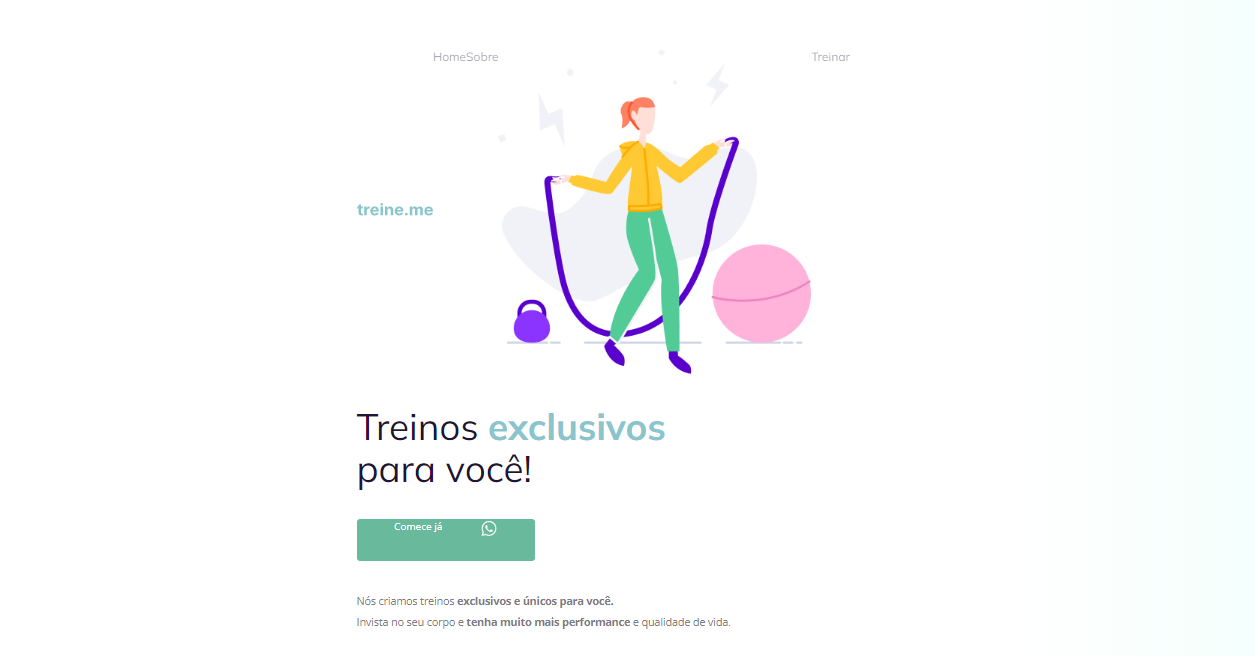 HomeSobre
Treinar
treine.me
Treinos exclusivos
para você!
Comece já
Nós criamos treinos exclusivos e únicos para você.
Invista no seu corpo e tenha muito mais performance e qualidade de vida.